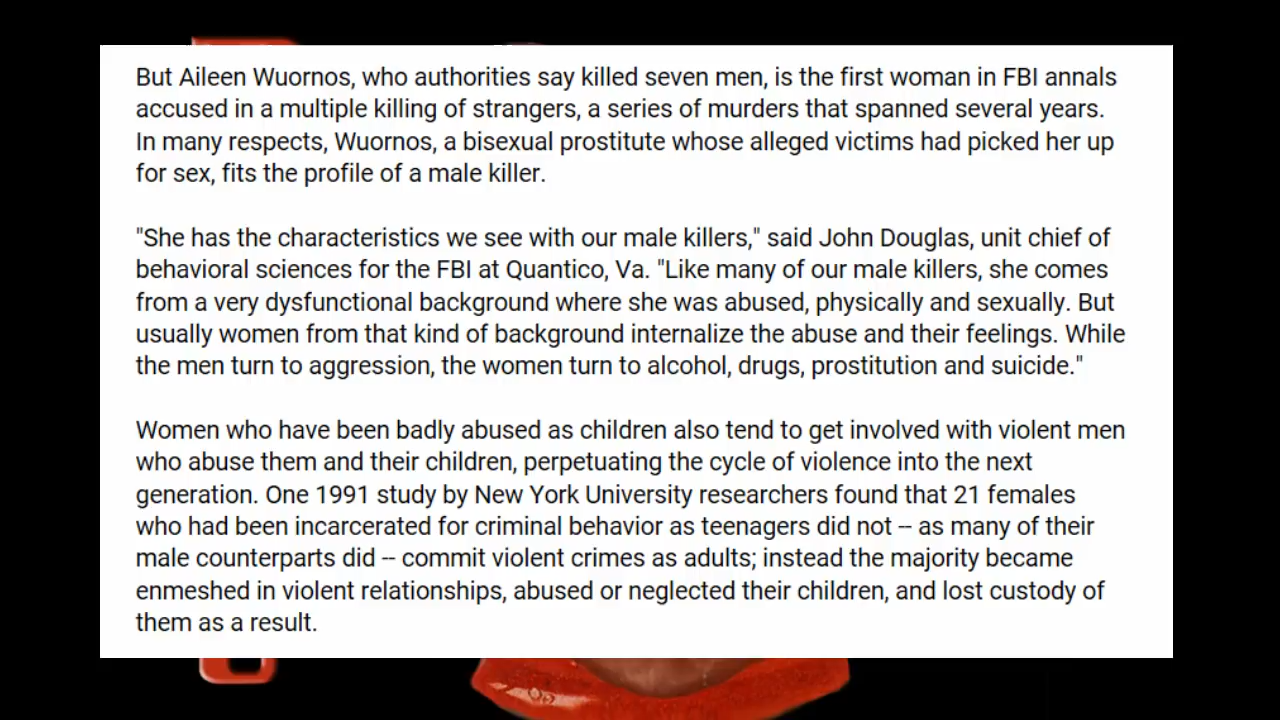 But Aileen Wuornos, who authorities say killed seven men, is the first woman in FBI annals
accused in a multiple killing of strangers, a series of murders that spanned several years.
In many respects, Wuornos, a bisexual prostitute whose alleged victims had picked her up
for sex, fits the profile of a male killer.
"She has the characteristics we see with our male killers," said John Douglas, unit chief of
behavioral sciences for the FBI at Quantico, Va. "Like many of our male killers, she comes
from a very dysfunctional background where she was abused, physically and sexually. But
usually women from that kind of background internalize the abuse and their feelings. While
the men turn to aggression, the women turn to alcohol, drugs, prostitution and suicide."
Women who have been badly abused as children also tend to get involved with violent men
who abuse them and their children, perpetuating the cycle of violence into the next
generation. One 1991 study by New York University researchers found that 21 females
who had been incarcerated for criminal behavior as teenagers did not -- as many of their
male counterparts did -- commit violent crimes as adults; instead the majority became
enmeshed in violent relationships, abused or neglected their children, and lost custody of
them as a result.